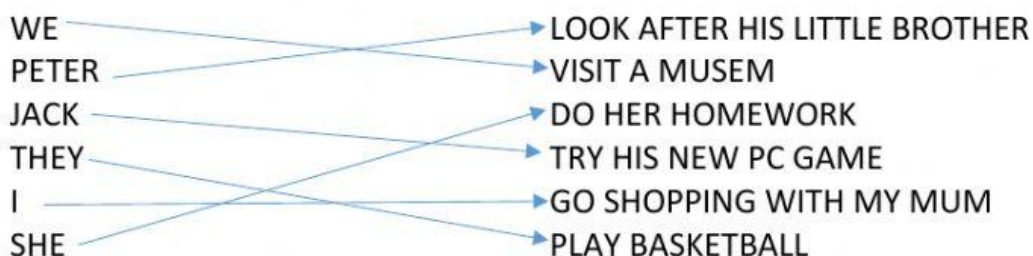 WE
PETER
JACK
THEY
I
SHE
LOOK AFTER HIS LITTLE BROTHER
VISIT A MUSEM
DO HER HOMEWORK
TRY HIS NEW PC GAME
GO SHOPPING WITH MY MUM
PLAY BASKETBALL